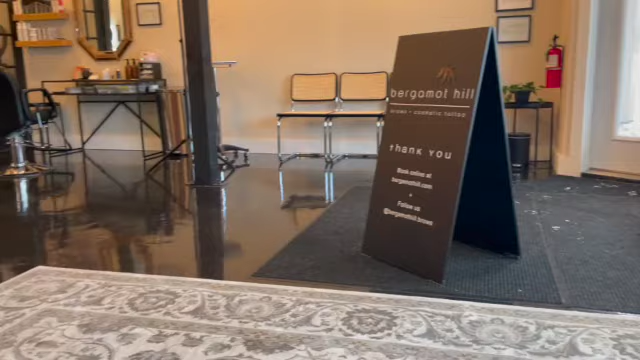 bergamot hill
brows + cosmetic tattoo
THANK YOU
Book online at
bergamothill.com
+
Follow us
@bergamothill.brows